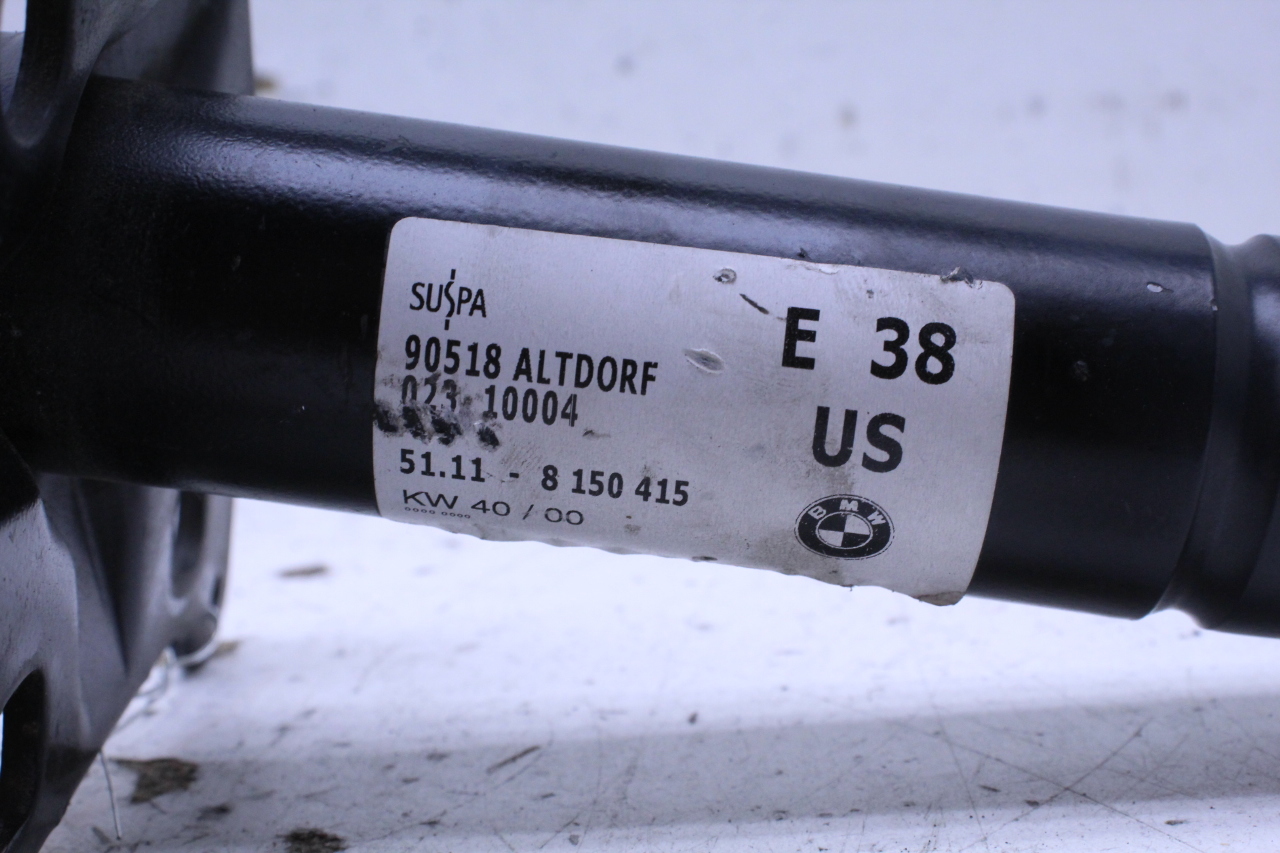 SUSPA
90518 ALTDORF
023 10004
51.11 - 8 150 415
KW 40 / 00
E 38
US
BMW